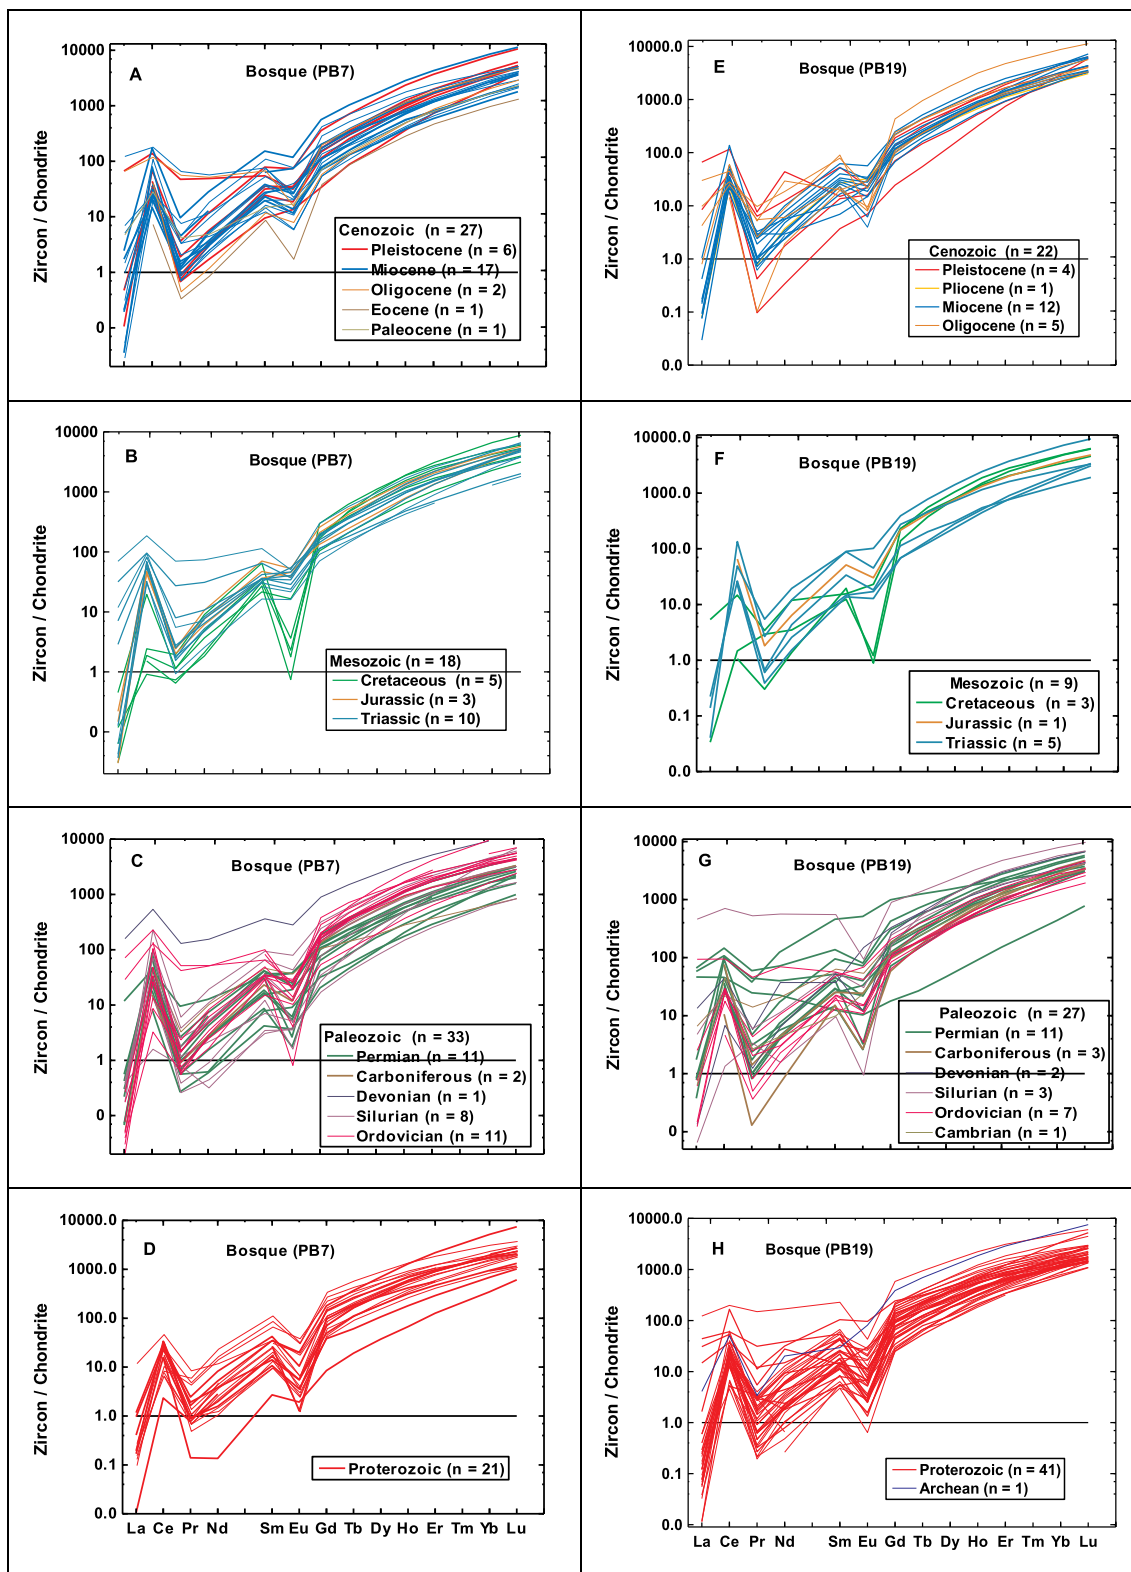 A
Bosque (PB7)
Zircon / Chondrite
10000
1000
100
10
1
0
Cenozoic (n = 27)
Pleistocene (n = 6)
Miocene (n = 17)
Oligocene (n = 2)
Eocene (n = 1)
Paleocene (n = 1)
E
Bosque (PB19)
Zircon / Chondrite
10000.0
1000.0
100.0
10.0
1.0
0.1
0.0
Cenozoic (n = 22)
Pleistocene (n = 4)
Pliocene (n = 1)
Miocene (n = 12)
Oligocene (n = 5)
B
Bosque (PB7)
Zircon / Chondrite
10000
1000
100
10
1
0
Mesozoic (n = 18)
Cretaceous (n = 5)
Jurassic (n = 3)
Triassic (n = 10)
F
Bosque (PB19)
Zircon / Chondrite
10000.0
1000.0
100.0
10.0
1.0
0.1
0.0
Mesozoic (n = 9)
Cretaceous (n = 3)
Jurassic (n = 1)
Triassic (n = 5)
C
Bosque (PB7)
Zircon / Chondrite
10000
1000
100
10
1
0
Paleozoic (n = 33)
Permian (n = 11)
Carboniferous (n = 2)
Devonian (n = 1)
Silurian (n = 8)
Ordovician (n = 11)
G
Bosque (PB19)
Zircon / Chondrite
10000
1000
100
10
1
0
Paleozoic (n = 27)
Permian (n = 11)
Carboniferous (n = 3)
Devonian (n = 2)
Silurian (n = 3)
Ordovician (n = 7)
Cambrian (n = 1)
D
Bosque (PB7)
Zircon / Chondrite
10000.0
1000.0
100.0
10.0
1.0
0.1
0.0
Proterozoic (n = 21)
La Ce Pr Nd Sm Eu Gd Tb Dy Ho Er Tm Yb Lu
H
Bosque (PB19)
Zircon / Chondrite
10000.0
1000.0
100.0
10.0
1.0
0.1
0.0
Proterozoic (n = 41)
Archean (n = 1)
La Ce Pr Nd Sm Eu Gd Tb Dy Ho Er Tm Yb Lu